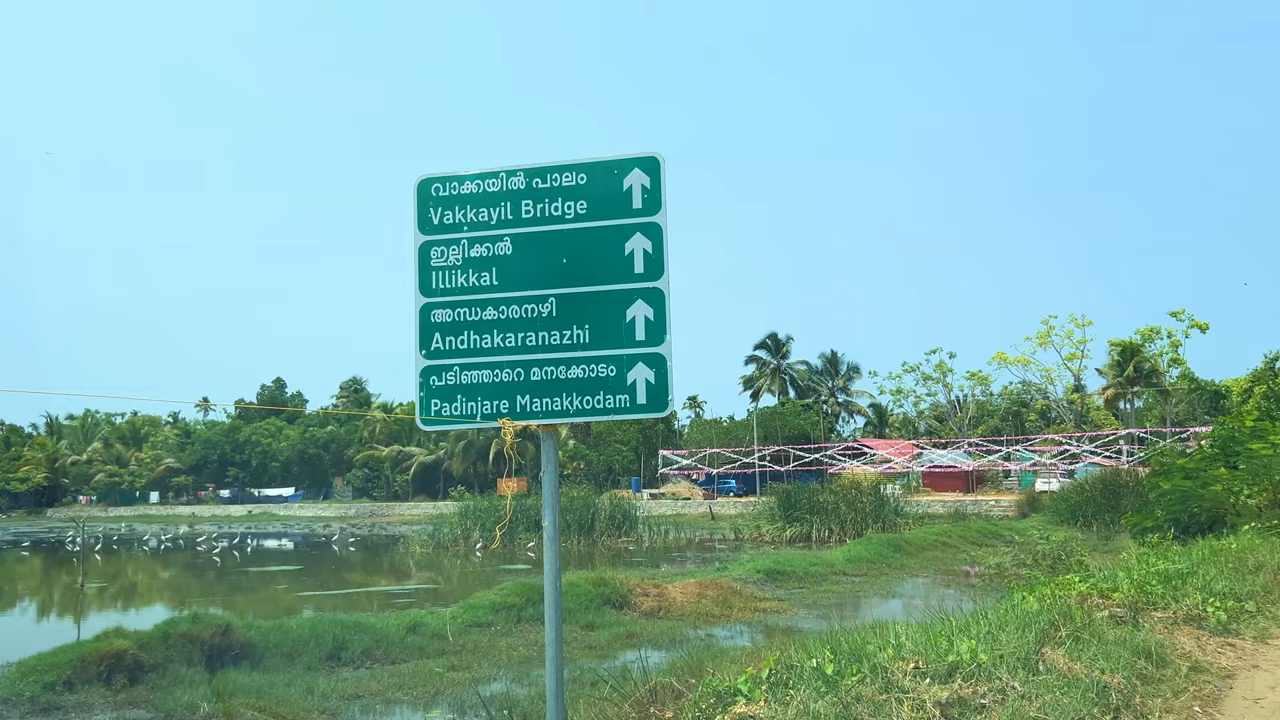 വാക്കയിൽ പാലം
Vakkayil Bridge
ഇല്ലിക്കൽ
Illikkal
അന്ധകാരനഴി
Andhakaranazhi
പടിഞ്ഞാറെ മനക്കോടം
Padinjare Manakkodam